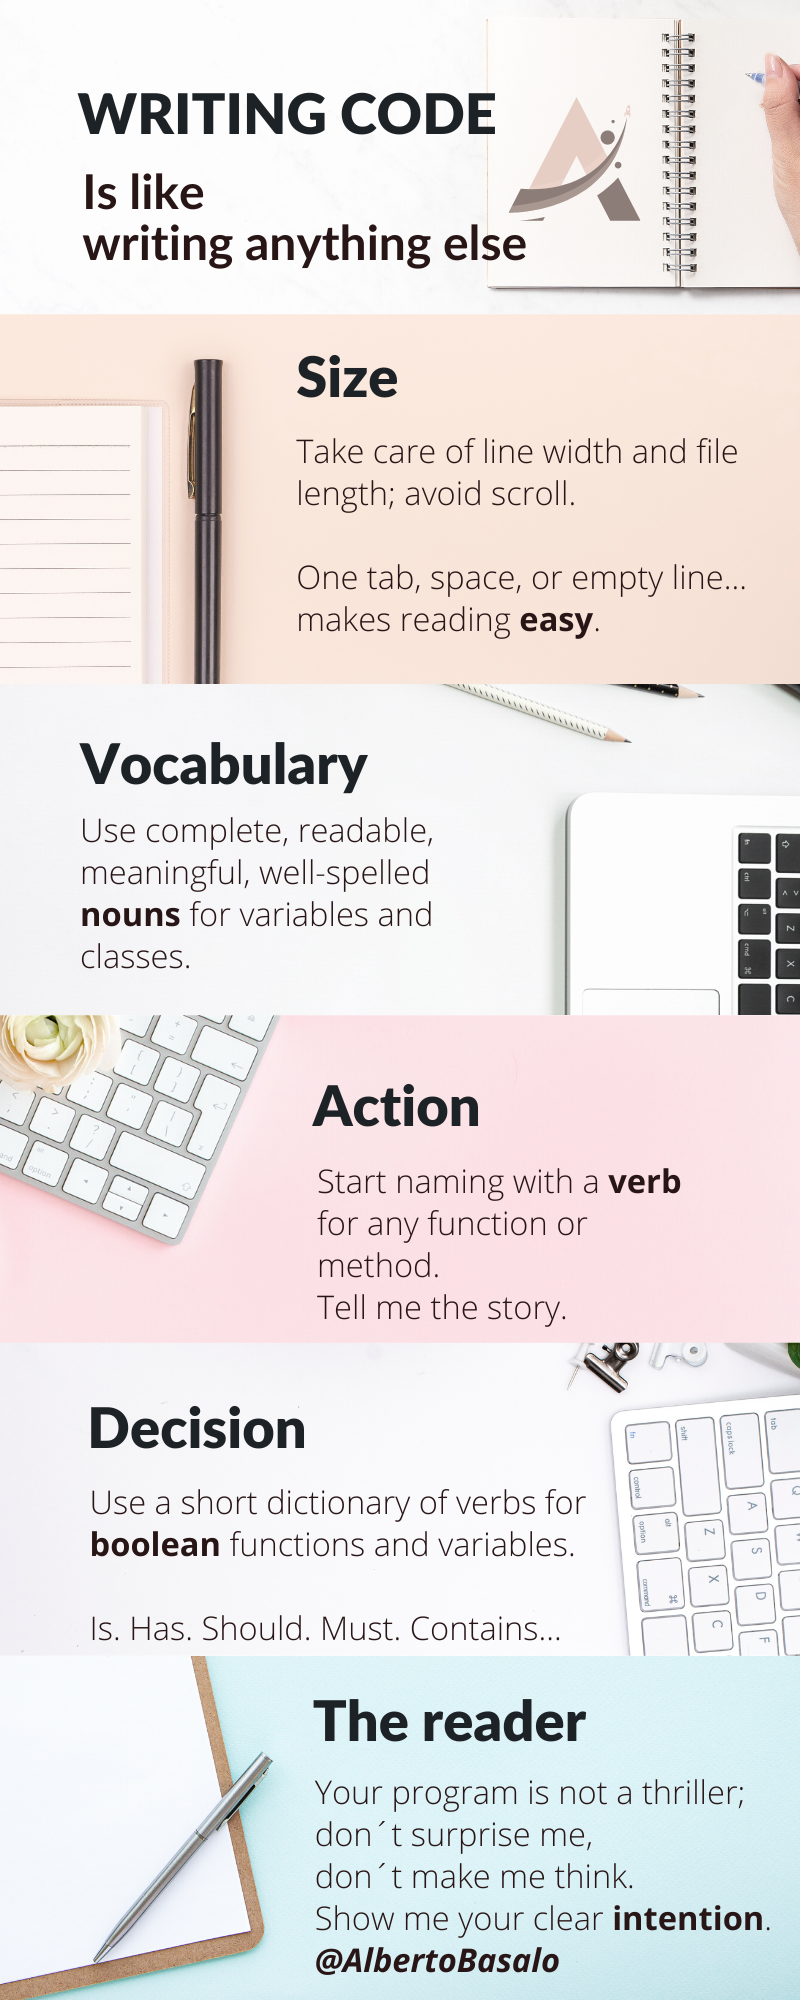 WRITING CODE
Is like
writing anything else
Size
Take care of line width and file
length; avoid scroll.
One tab, space, or empty line...
makes reading easy.
Vocabulary
Use complete, readable,
meaningful, well-spelled
nouns for variables and
classes.
Action
Start naming with a verb
for any function or
method.
Tell me the story.
Decision
Use a short dictionary of verbs for
boolean functions and variables.
Is. Has. Should. Must. Contains...
The reader
Your program is not a thriller;
don´t surprise me,
don´t make me think.
Show me your clear intention.
@AlbertoBasalo